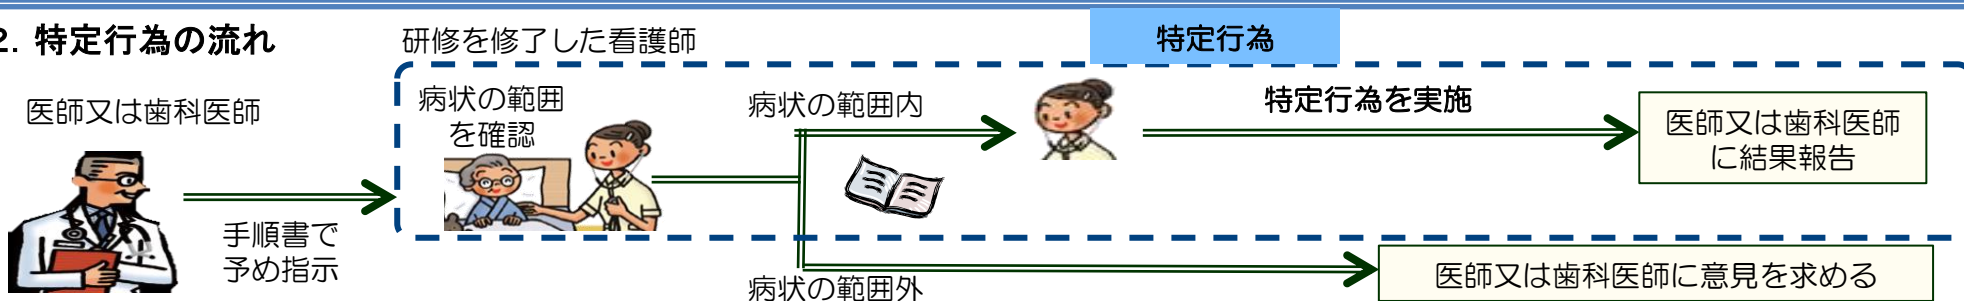 2. 特定行為の流れ
研修を修了した看護師
特定行為
医師又は歯科医師
手順書で
予め指示
病状の範囲
を確認
病状の範囲内
特定行為を実施
医師又は歯科医師
に結果報告
病状の範囲外
医師又は歯科医師に意見を求める